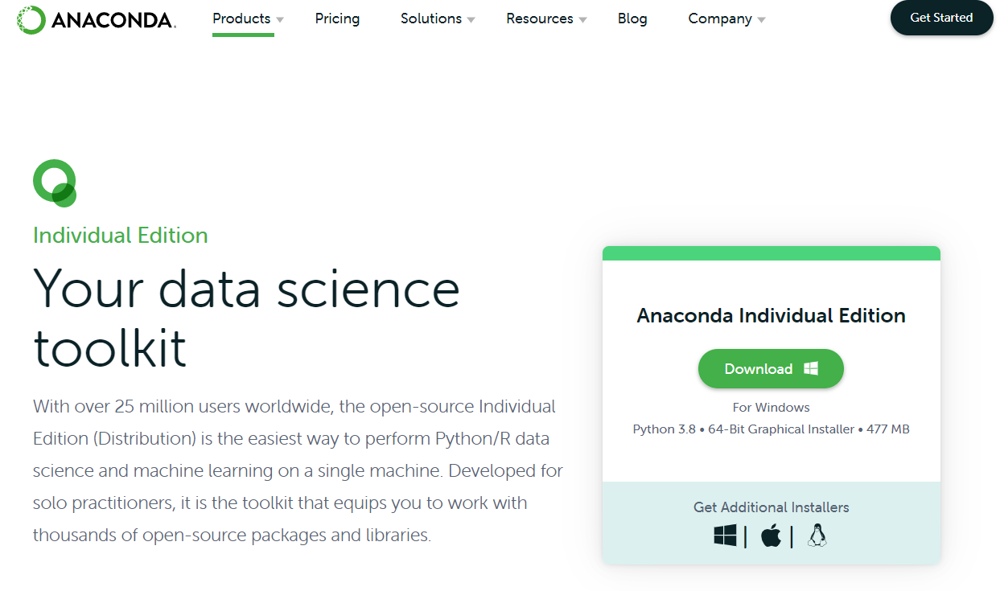 ANACONDA.
Products
Pricing
Solutions
Resources
Blog
Company
Get Started
Individual Edition
Your data science
toolkit
With over 25 million users worldwide, the open-source Individual
Edition (Distribution) is the easiest way to perform Python/R data
science and machine learning on a single machine. Developed for
solo practitioners, it is the toolkit that equips you to work with
thousands of open-source packages and libraries.
Anaconda Individual Edition
Download
For Windows
Python 3.8 • 64-Bit Graphical Installer • 477 MB
Get Additional Installers
| |